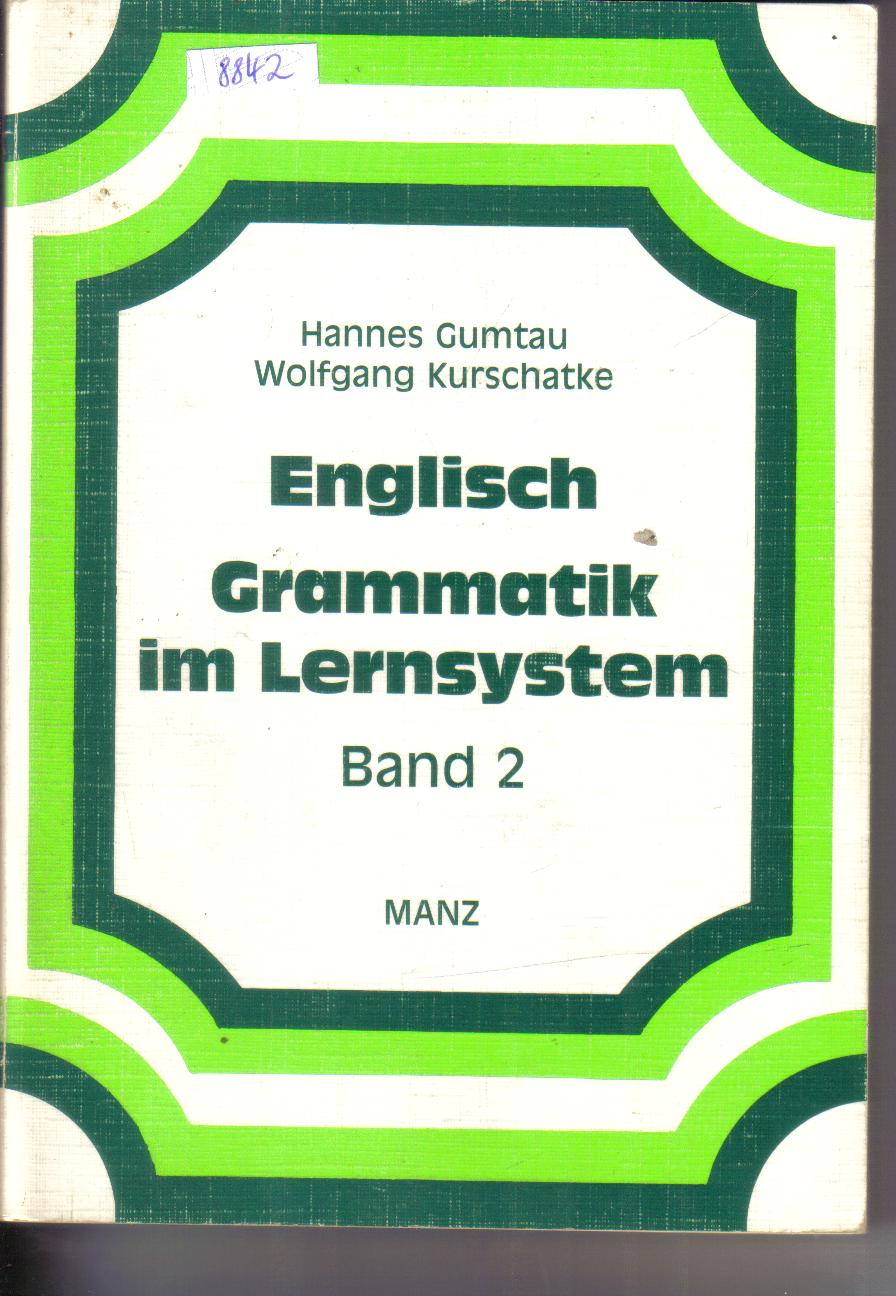 8842
Hannes Gumtau
Wolfgang Kurschatke
Englisch
Grammatik
im Lernsystem
Band 2
MANZ